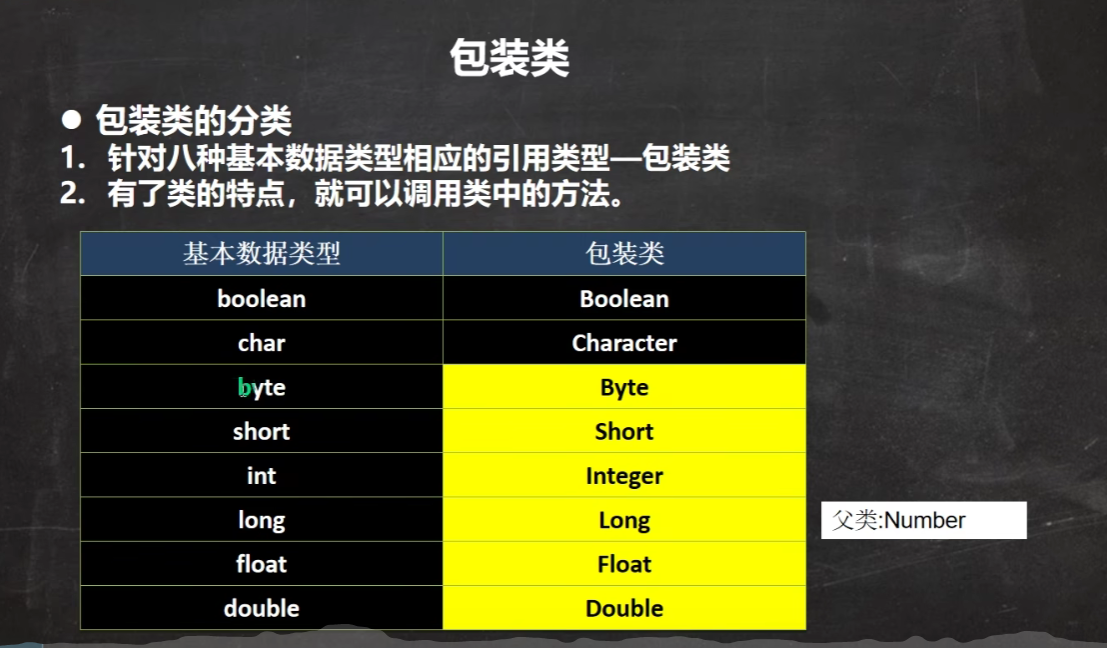 包装类
● 包装类的分类
1. 针对八种基本数据类型相应的引用类型—包装类
2. 有了类的特点，就可以调用类中的方法。
基本数据类型 包装类
boolean Boolean
char Character
byte Byte
short Short
int Integer
long Long
父类:Number
float Float
double Double